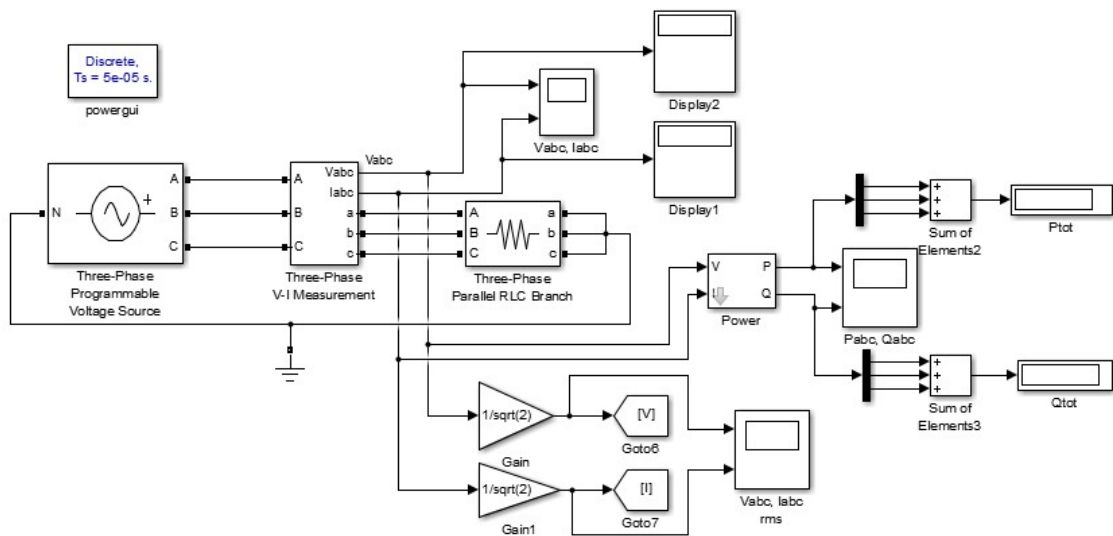 Discrete,
Ts = 5e-05 s.
powergui
Display2
Vabc, Iabc
Display1
N
A
B
C
Three-Phase
Programmable
Voltage Source
A
B
C
Vabc
Iabc
a
b
c
Three-Phase
V-I Measurement
Vabc
A
B
C
a
b
c
Three-Phase
Parallel RLC Branch
V
I
P
Q
Power
+
+
+
Sum of
Elements2
Ptot
Pabc, Qabc
+
+
+
Sum of
Elements3
Qtot
1/sqrt(2)
Gain
[V]
Goto6
1/sqrt(2)
Gain1
[I]
Goto7
Vabc, Iabc
rms
+